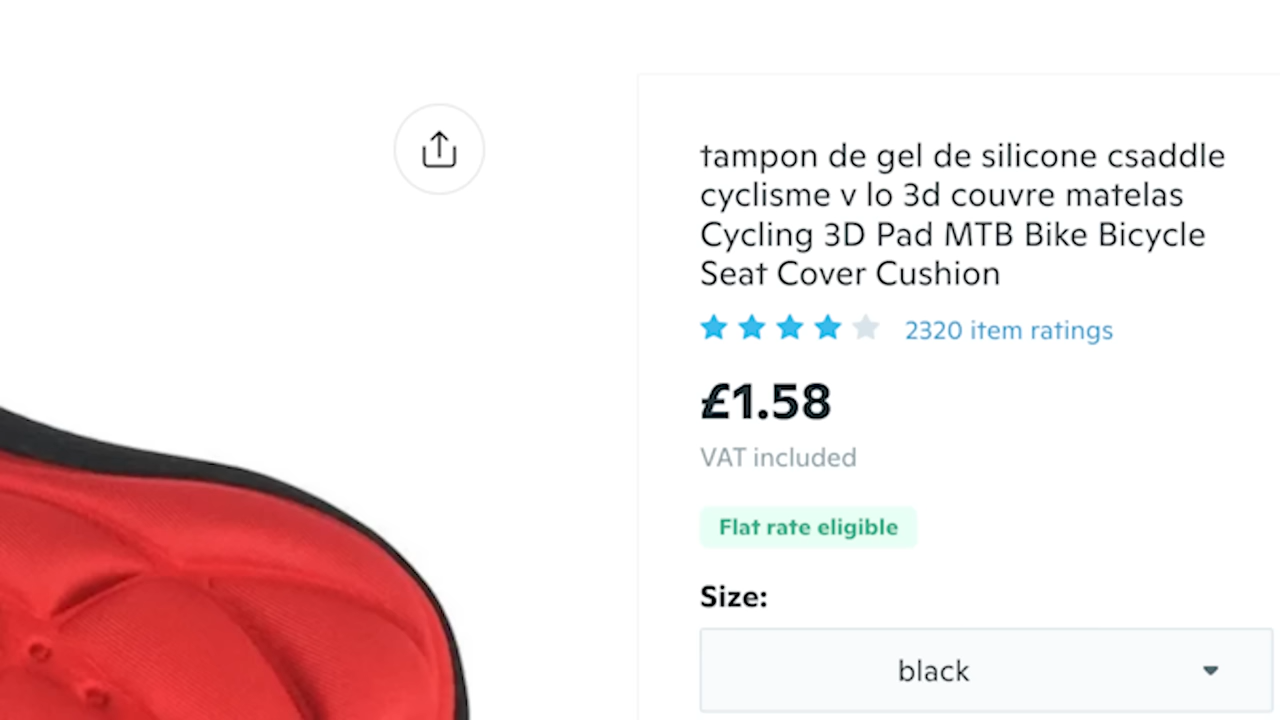 tampon de gel de silicone csaddle
cyclisme v lo 3d couvre matelas
Cycling 3D Pad MTB Bike Bicycle
Seat Cover Cushion
2320 item ratings
£1.58
VAT included
Flat rate eligible
Size:
black